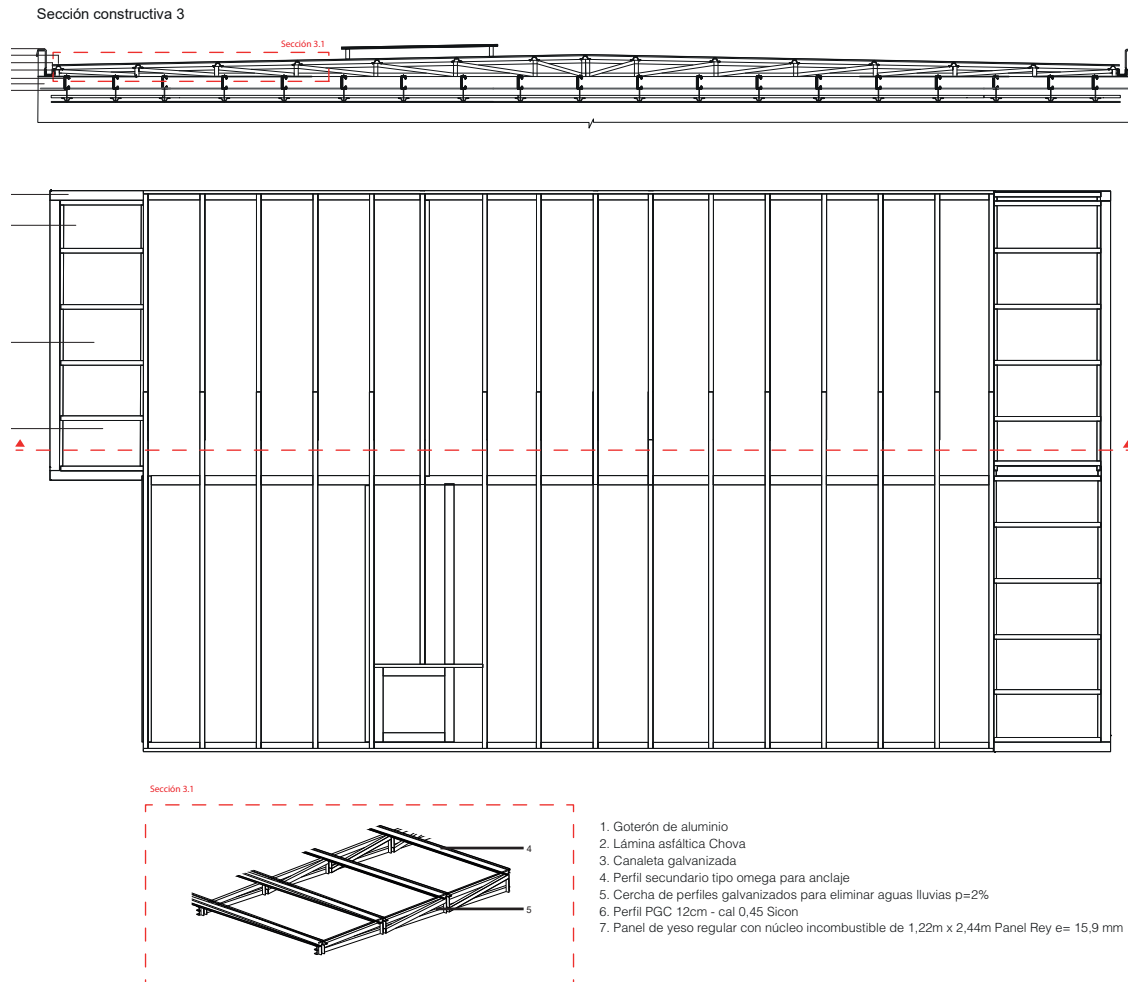 Sección constructiva 3
Sección 3.1
Sección 3.1
4
5
1. Goterón de aluminio
2. Lámina asfáltica Chova
3. Canaleta galvanizada
4. Perfil secundario tipo omega para anclaje
5. Cercha de perfiles galvanizados para eliminar aguas lluvias p=2%
6. Perfil PGC 12cm - cal 0,45 Sicon
7. Panel de yeso regular con núcleo incombustible de 1,22m x 2,44m Panel Rey e= 15,9 mm